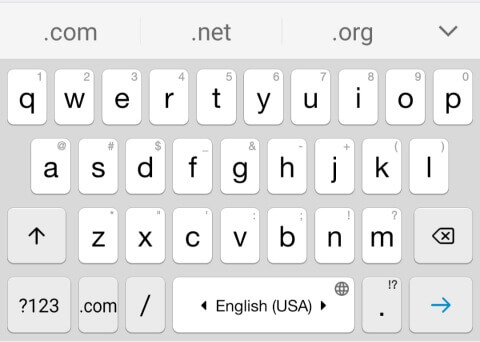 .com .net .org
1 2 3 4 5 6 7 8 9 0
q w e r t y u i o p
@ # $ _ & - + ( )
a s d f g h j k l
* " ' : ; ! ?
z x c v b n m
!?
?123 .com / English (USA) .